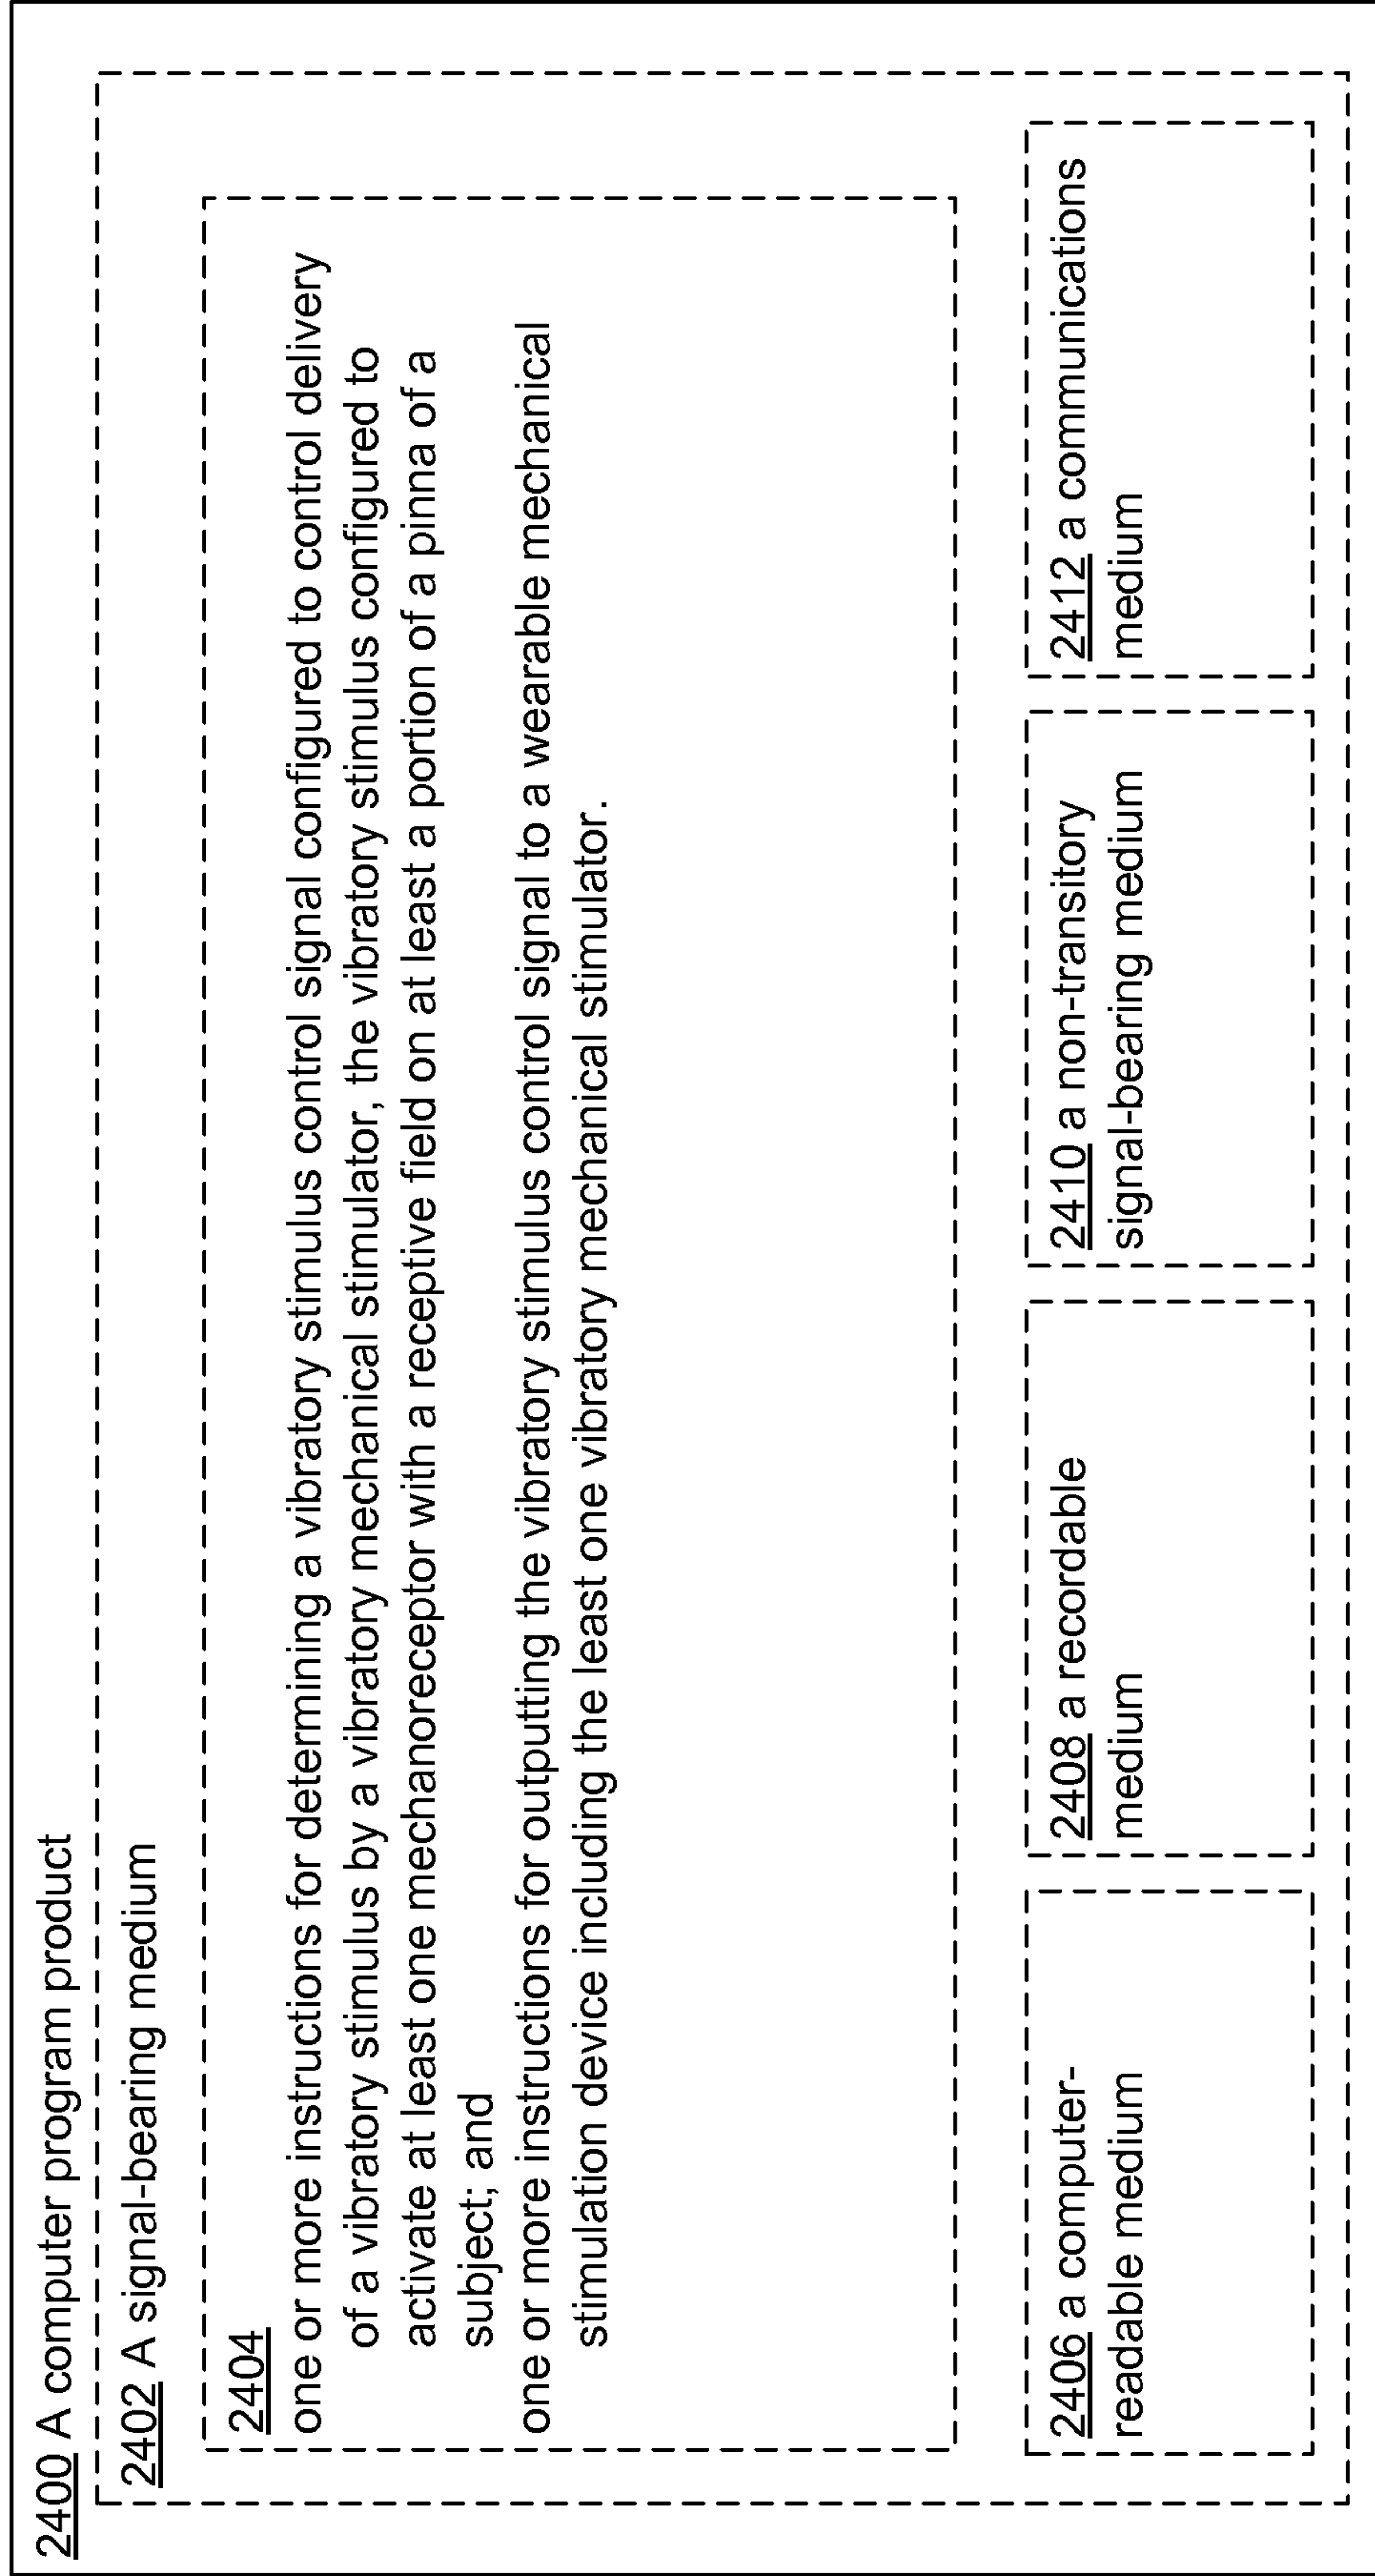 2400 A computer program product
2402 A signal-bearing medium
2404
one or more instructions for determining a vibratory stimulus control signal configured to control delivery
of a vibratory stimulus by a vibratory mechanical stimulator, the vibratory stimulus configured to
activate at least one mechanoreceptor with a receptive field on at least a portion of a pinna of a
subject; and
one or more instructions for outputting the vibratory stimulus control signal to a wearable mechanical
stimulation device including the least one vibratory mechanical stimulator.
2406 a computer-
readable medium
2408 a recordable
medium
2410 a non-transitory
signal-bearing medium
2412 a communications
medium